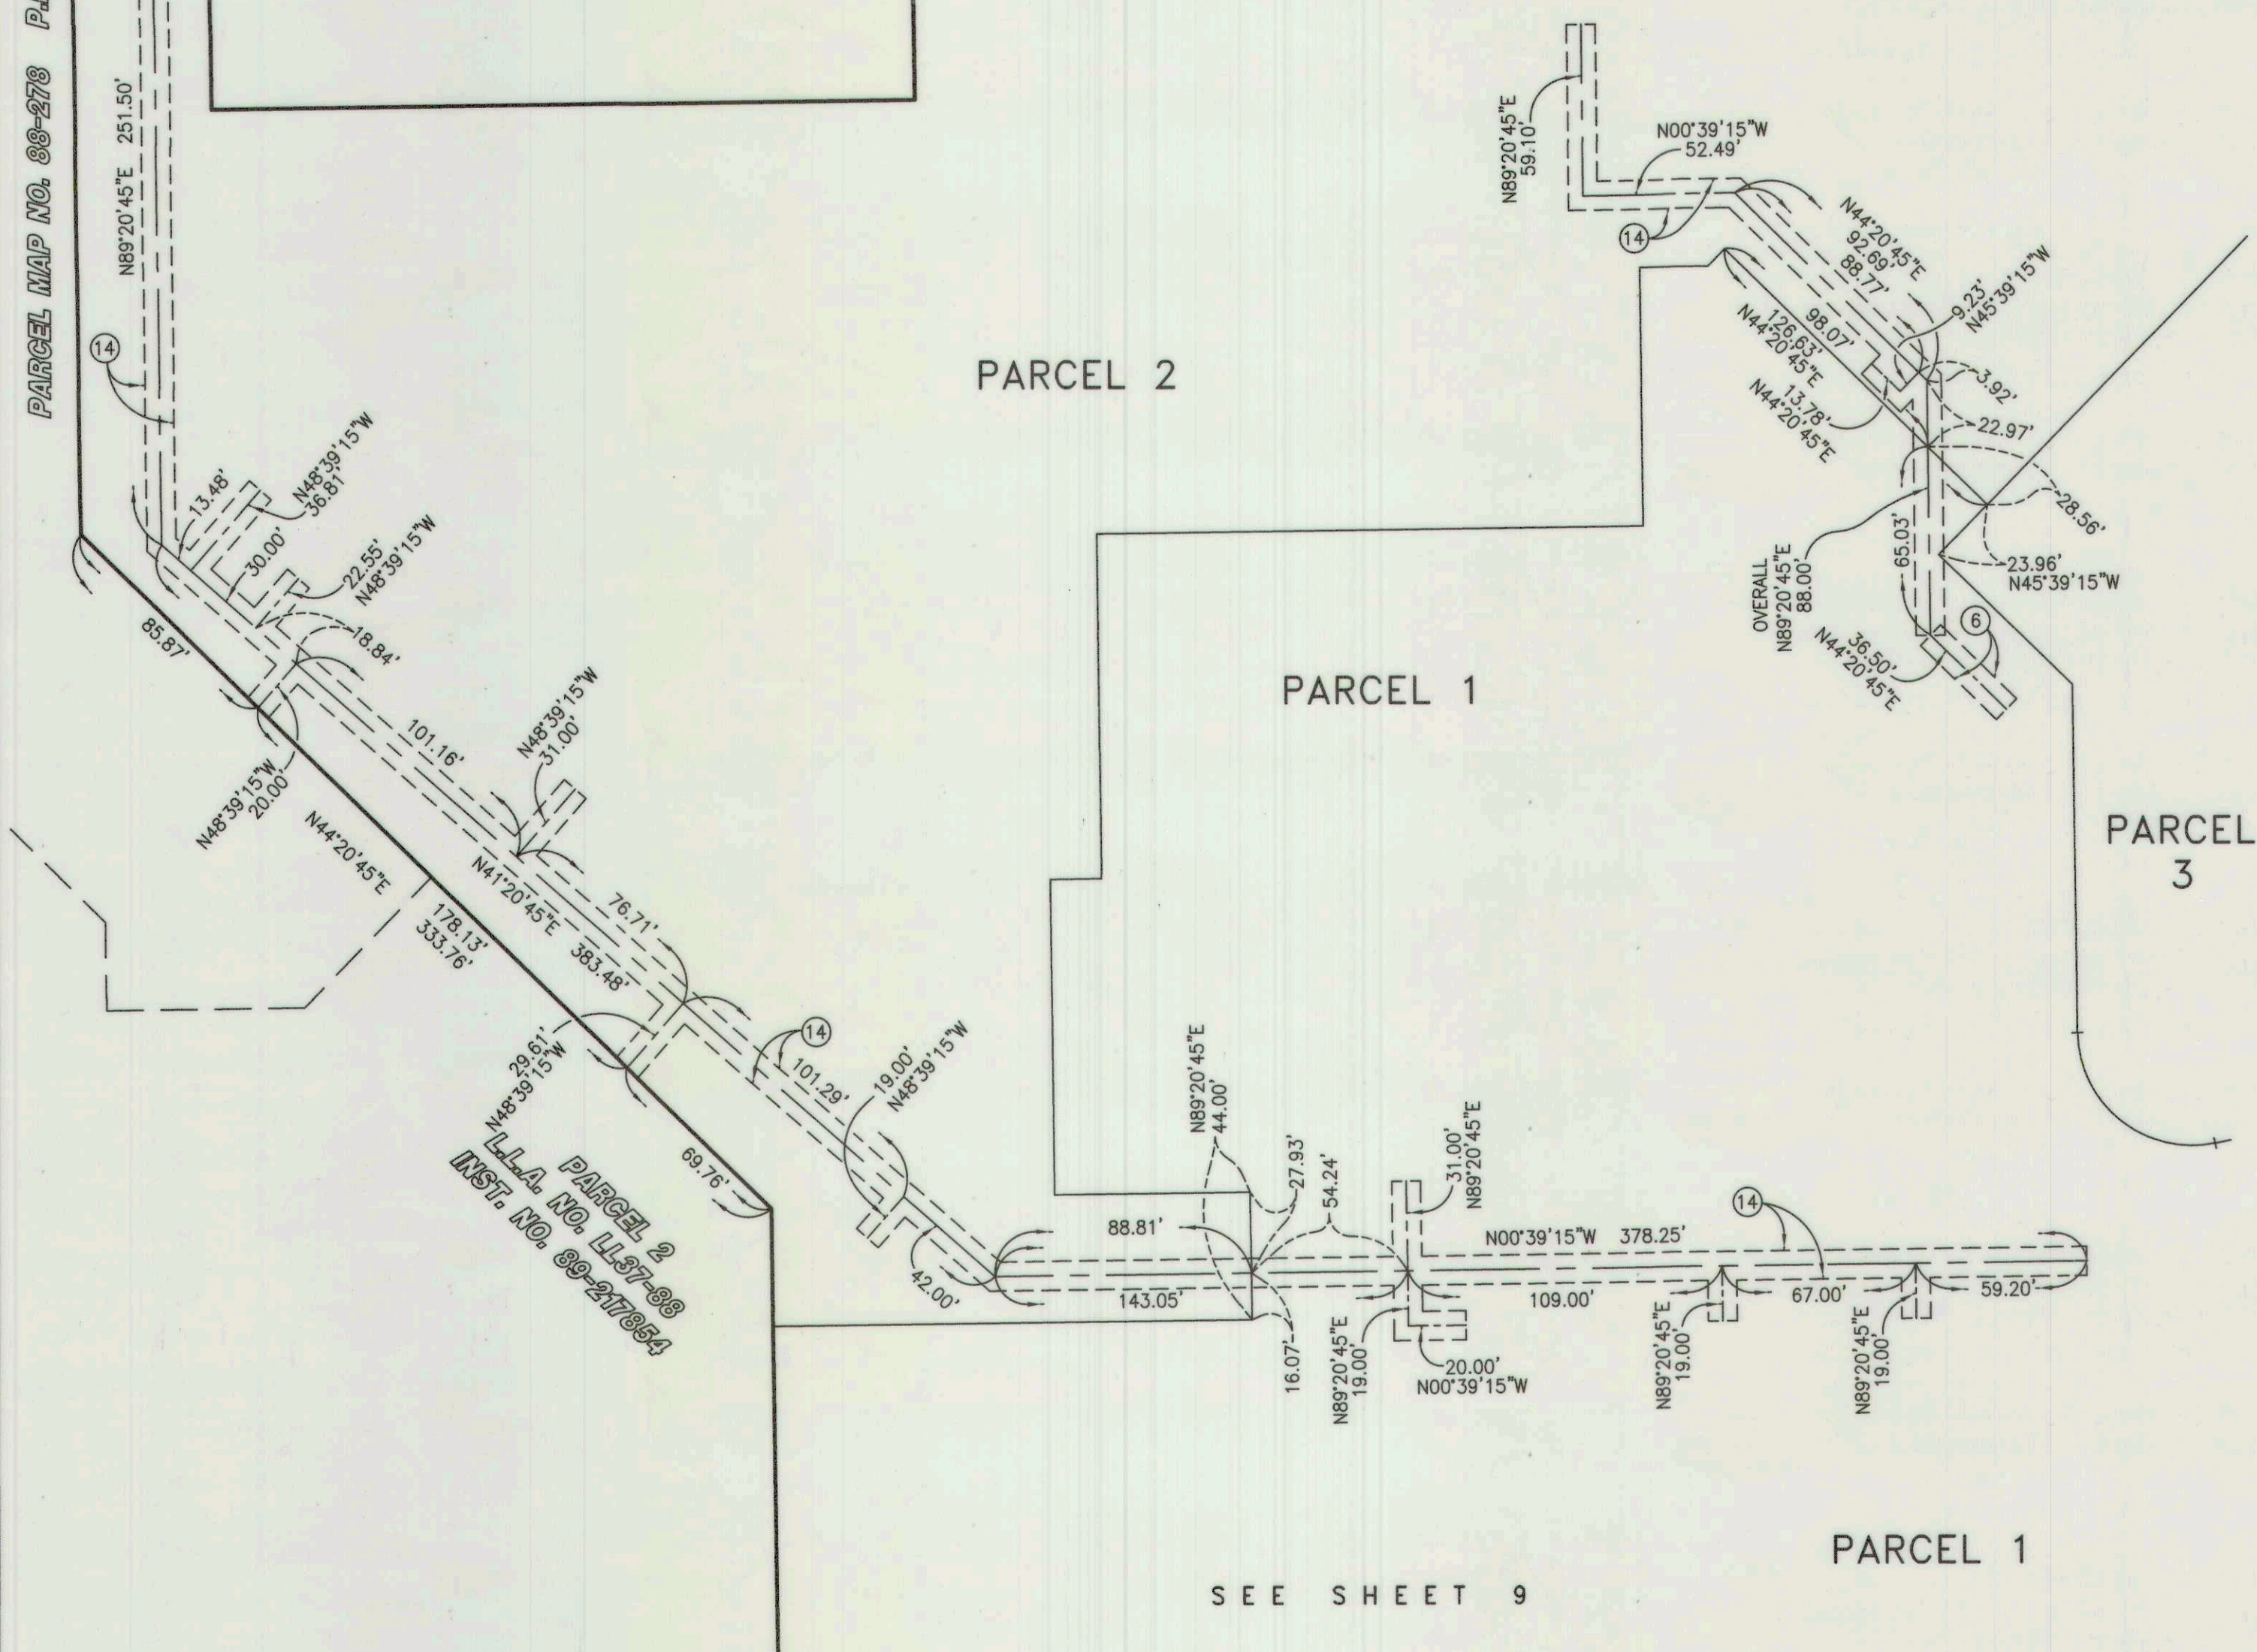 PARCEL MAP NO. 88-278
N89°20'45"E 251.50'
14
13.48'
N48°39'15"W
36.81'
30.00'
22.55'
N48°39'15"W
18.84'
85.87'
N48°39'15"W
20.00'
101.16'
N48°39'15"W
31.00'
N44°20'45"E
178.13'
333.76'
N41°20'45"E 383.48'
76.71'
29.61'
N48°39'15"W
14
101.29'
19.00'
N48°39'15"W
69.76'
42.00'
PARCEL 2
L.L.A. NO. LL37-88
INST. NO. 89-217854
PARCEL 2
PARCEL 1
N89°20'45"E
59.10'
N00°39'15"W
52.49'
14
N44°20'45"E
92.69'
88.77'
9.23'
N45°39'15"W
98.07'
126.63'
N44°20'45"E
13.78'
N44°20'45"E
3.92'
22.97'
28.56'
23.96'
N45°39'15"W
65.03'
OVERALL
N89°20'45"E
88.00'
6
36.50'
N44°20'45"E
PARCEL
3
N89°20'45"E
44.00'
27.93'
54.24'
31.00'
N89°20'45"E
88.81'
143.05'
16.07'
N89°20'45"E
19.00'
20.00'
N00°39'15"W
N00°39'15"W 378.25'
14
109.00'
N89°20'45"E
19.00'
67.00'
N89°20'45"E
19.00'
59.20'
PARCEL 1
SEE SHEET 9